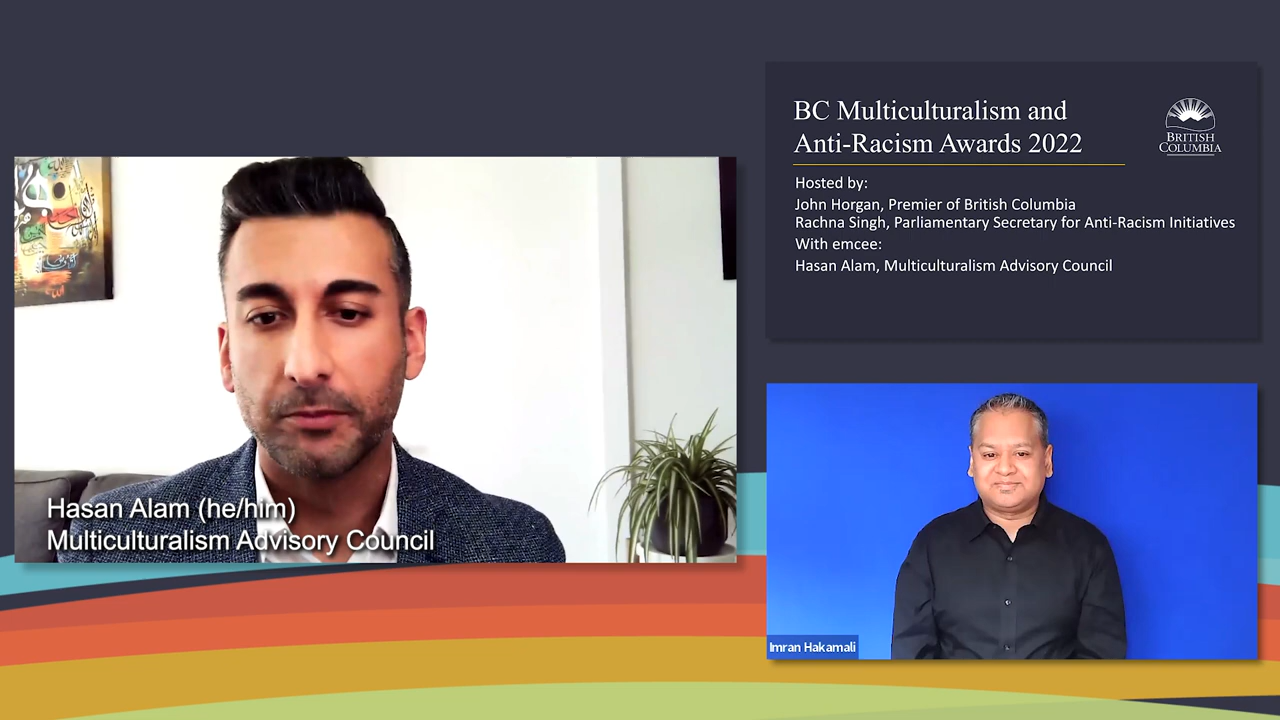 BC Multiculturalism and
Anti-Racism Awards 2022
BRITISH
COLUMBIA
Hosted by:
John Horgan, Premier of British Columbia
Rachna Singh, Parliamentary Secretary for Anti-Racism Initiatives
With emcee:
Hasan Alam, Multiculturalism Advisory Council
Hasan Alam (he/him)
Multiculturalism Advisory Council
Imran Hakamali